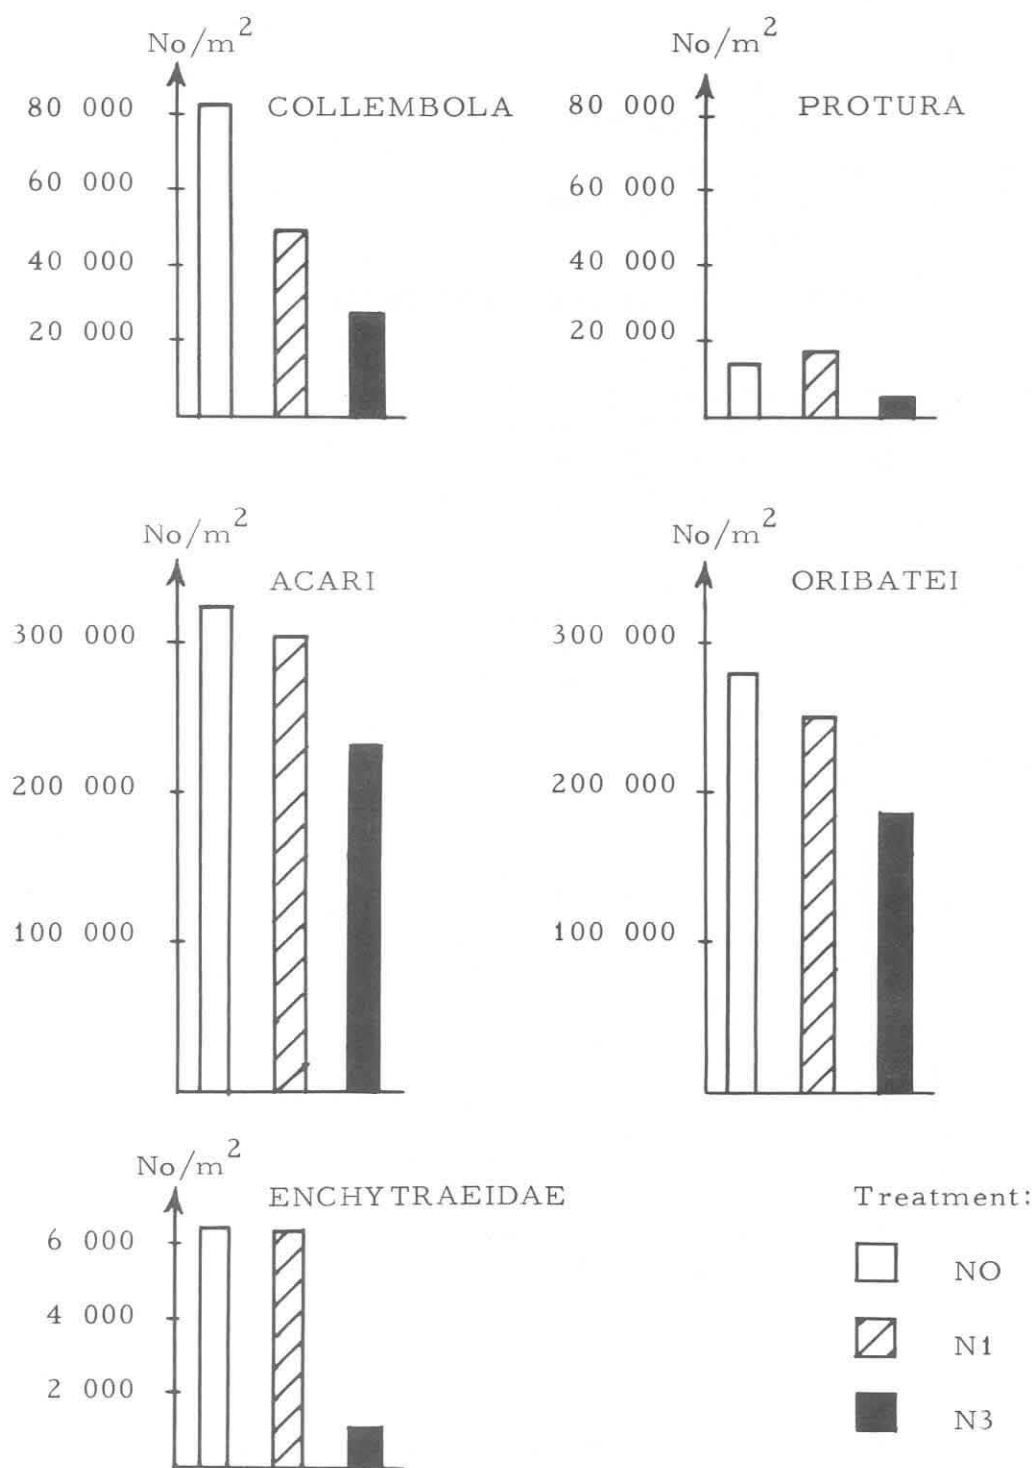 No/m²
COLLEMBOLA
80 000
60 000
40 000
20 000
No/m²
PROTURA
80 000
60 000
40 000
20 000
No/m²
ACARI
300 000
200 000
100 000
No/m²
ORIBATEI
300 000
200 000
100 000
No/m²
ENCHYTRAEIDAE
6 000
4 000
2 000
Treatment:
NO
N1
N3